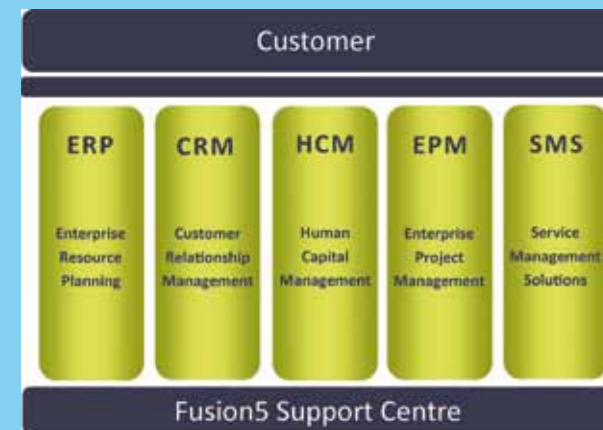 Customer
ERP
Enterprise
Resource
Planning
CRM
Customer
Relationship
Management
HCM
Human
Capital
Management
EPM
Enterprise
Project
Management
SMS
Service
Management
Solutions
Fusion5 Support Centre